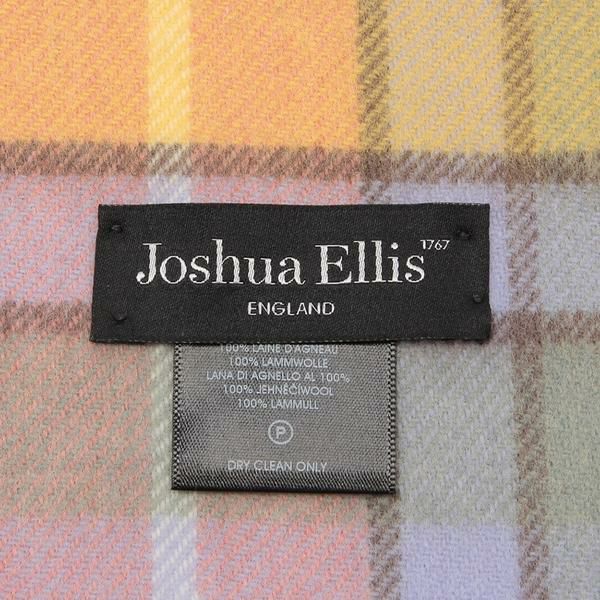 Joshua Ellis 1767
ENGLAND
100% LAINE D'AGNEAU
100% LAMMWOLLE
LANA DI AGNELLO AL 100%
100% JEHNĚČÍWOOL
100% LAMMULL
P
DRY CLEAN ONLY